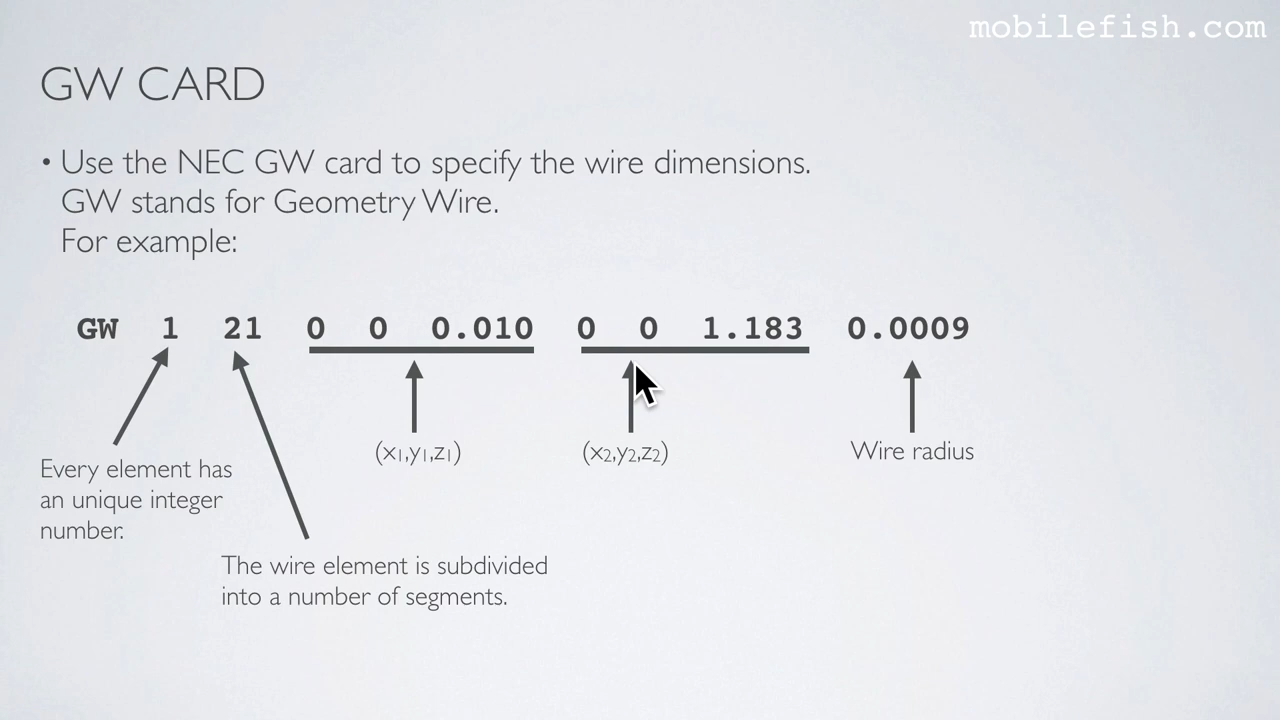 mobilefish.com
GW CARD
• Use the NEC GW card to specify the wire dimensions.
GW stands for Geometry Wire.
For example:
GW 1 21 0 0 0.010 0 0 1.183 0.0009
(x₁,y₁,z₁) (x₂,y₂,z₂) Wire radius
Every element has
an unique integer
number.
The wire element is subdivided
into a number of segments.